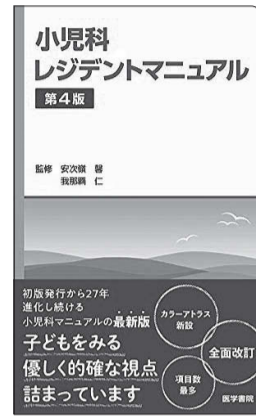 小児科
レジデントマニュアル
第4版
監修 安次嶺 馨
我那覇 仁
初版発行から27年
進化し続ける
小児科マニュアルの最新版
子どもをみる
優しく的確な視点
詰まっています
カラーアトラス
新設
全面改訂
項目数
最多
医学書院